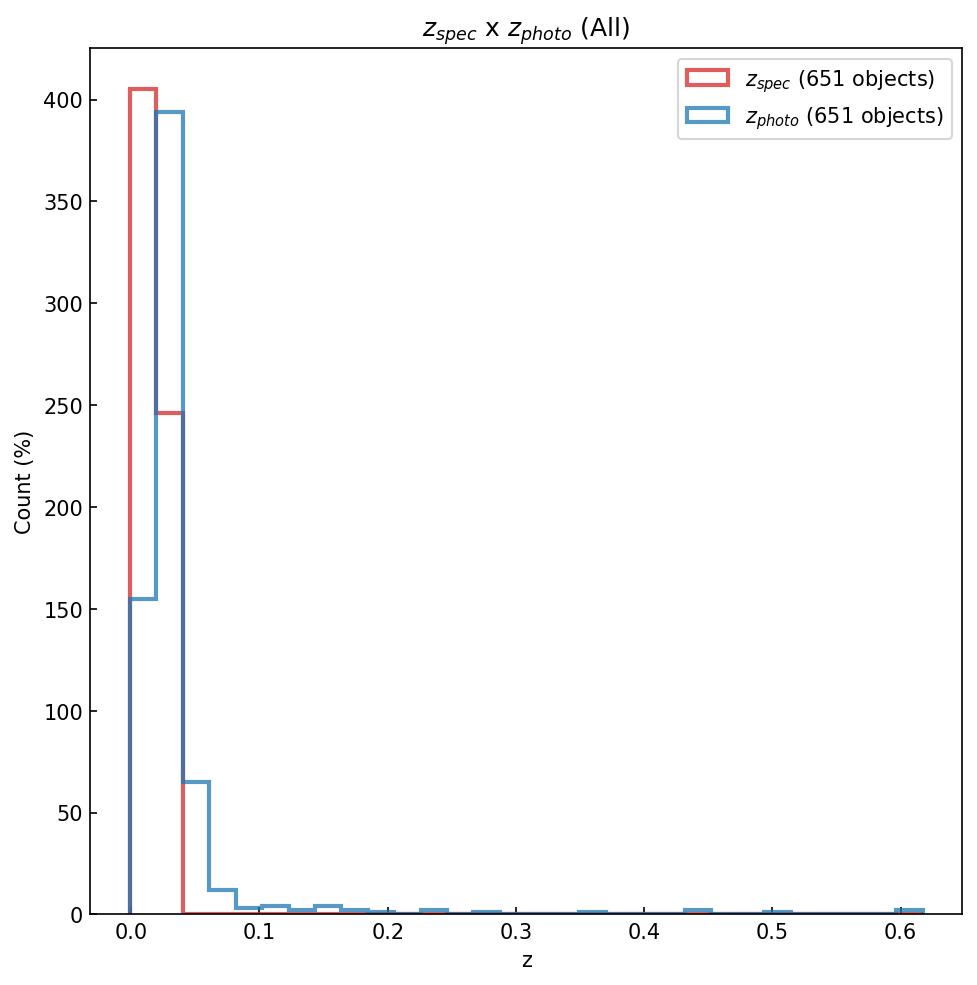 z_spec x z_photo (All)
z_spec (651 objects)
z_photo (651 objects)
Count (%)
400
350
300
250
200
150
100
50
0
0.0 0.1 0.2 0.3 0.4 0.5 0.6
z